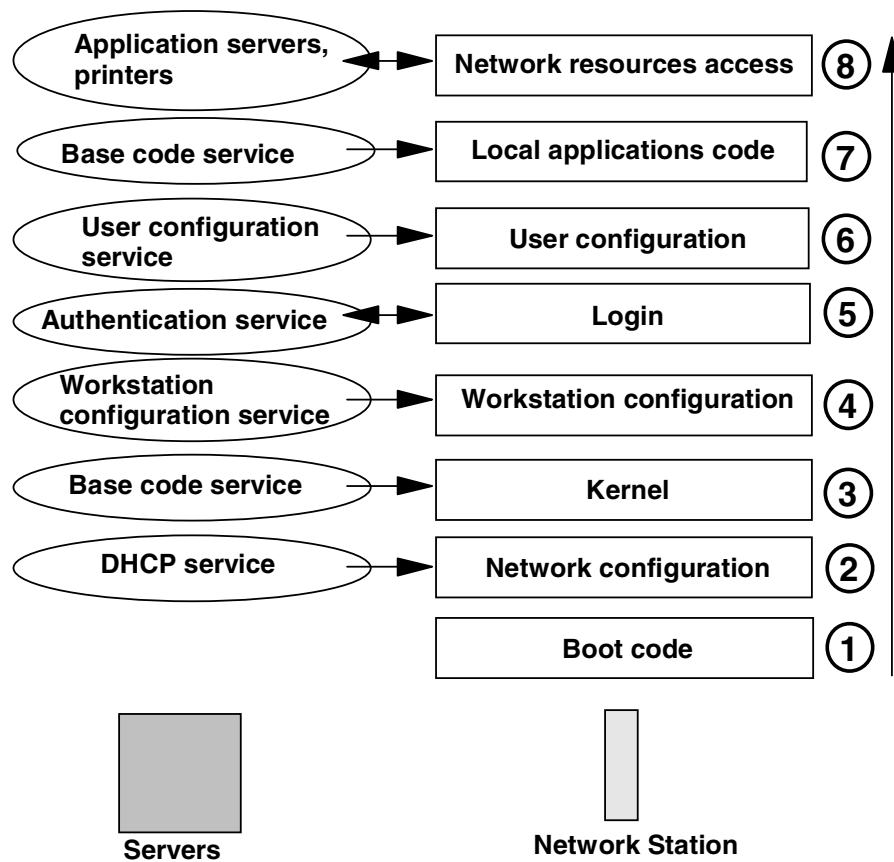 Application servers,
printers
Network resources access
8
Base code service
Local applications code
7
User configuration
service
User configuration
6
Authentication service
Login
5
Workstation
configuration service
Workstation configuration
4
Base code service
Kernel
3
DHCP service
Network configuration
2
Boot code
1
Servers
Network Station